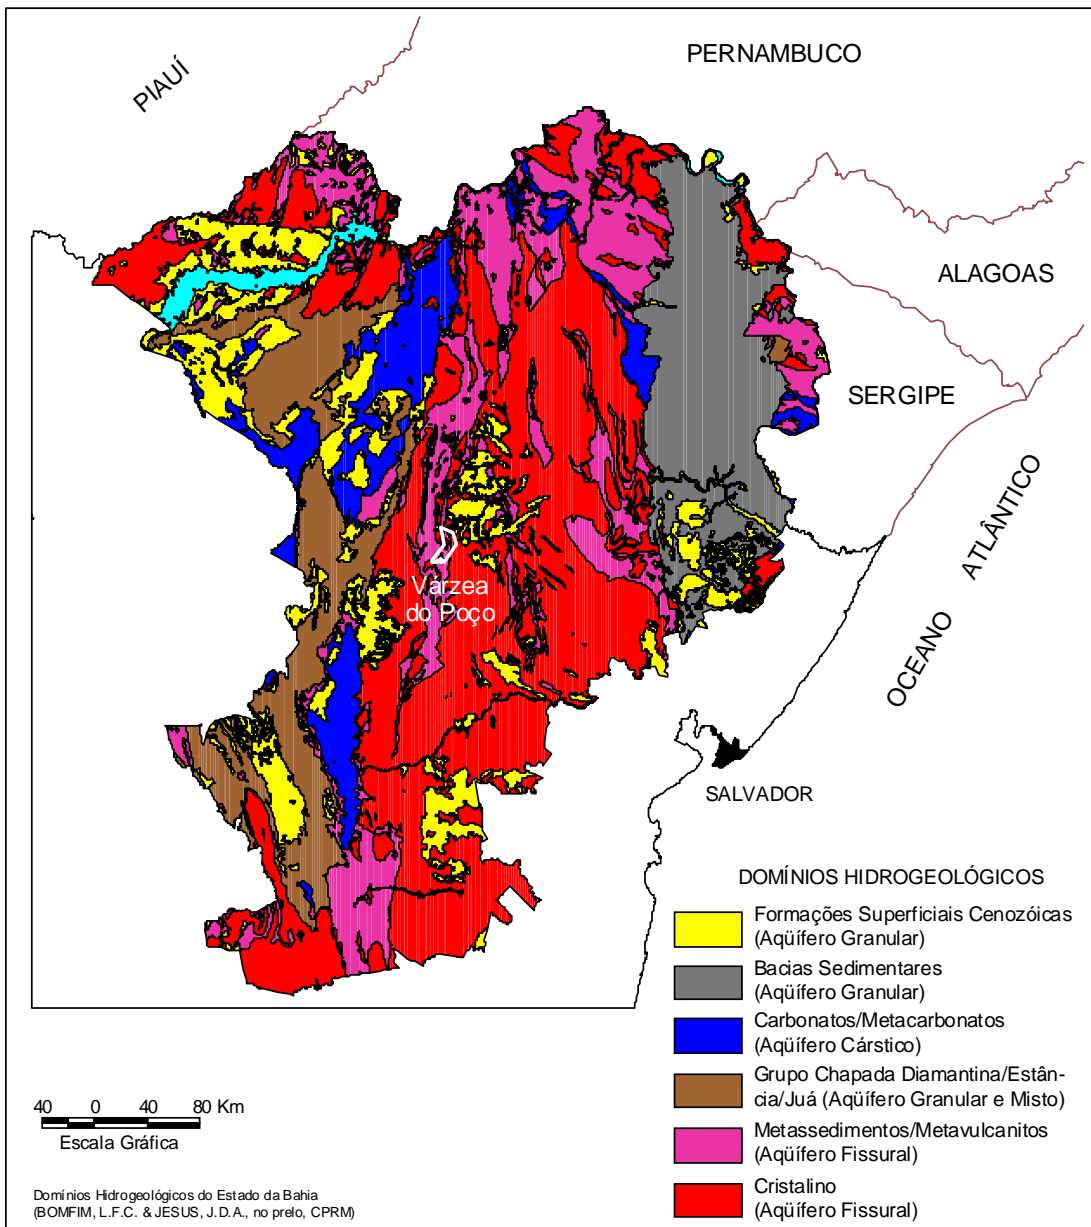 PIAUÍ
PERNAMBUCO
ALAGOAS
SERGIPE
OCEANO ATLÂNTICO
Várzea
do Poço
SALVADOR
DOMÍNIOS HIDROGEOLÓGICOS
Formações Superficiais Cenozóicas
(Aqüífero Granular)
Bacias Sedimentares
(Aqüífero Granular)
Carbonatos/Metacarbonatos
(Aqüífero Cárstico)
Grupo Chapada Diamantina/Estân-
cia/Juá (Aqüífero Granular e Misto)
Metassedimentos/Metavulcanitos
(Aqüífero Fissural)
Cristalino
(Aqüífero Fissural)
40 0 40 80 Km
Escala Gráfica
Domínios Hidrogeológicos do Estado da Bahia
(BOMFIM, L.F.C. & JESUS, J.D.A., no prelo, CPRM)